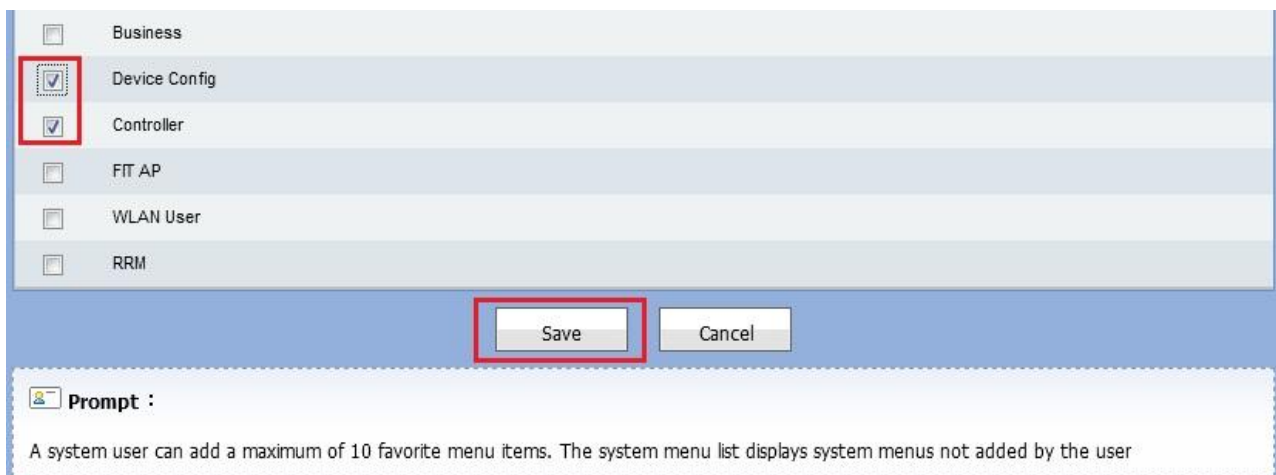 Business
Device Config
Controller
FIT AP
WLAN User
RRM
Save Cancel
Prompt：
A system user can add a maximum of 10 favorite menu items. The system menu list displays system menus not added by the user